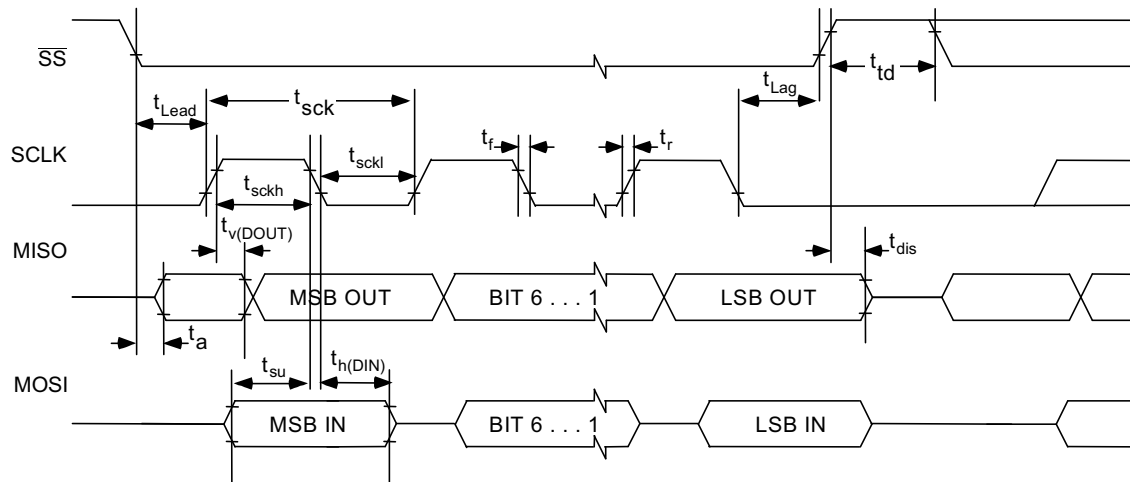 SS
t_td
t_Lag
t_Lead
t_sck
SCLK
t_f
t_r
t_sckl
t_sckh
t_v(DOUT)
MISO
t_dis
MSB OUT
BIT 6 . . . 1
LSB OUT
t_a
t_su
t_h(DIN)
MOSI
MSB IN
BIT 6 . . . 1
LSB IN